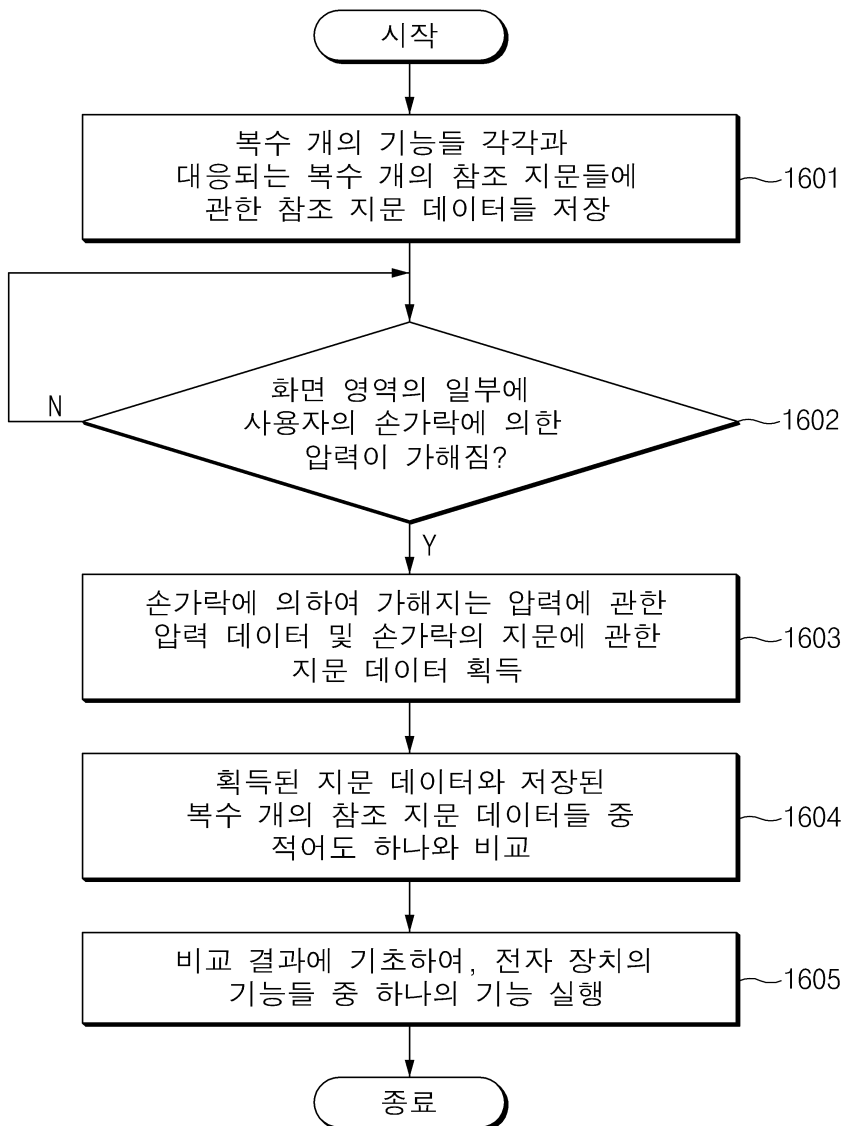 시작
복수 개의 기능들 각각과
대응되는 복수 개의 참조 지문들에
관한 참조 지문 데이터들 저장
1601
화면 영역의 일부에
사용자의 손가락에 의한
압력이 가해짐?
N
1602
Y
손가락에 의하여 가해지는 압력에 관한
압력 데이터 및 손가락의 지문에 관한
지문 데이터 획득
1603
획득된 지문 데이터와 저장된
복수 개의 참조 지문 데이터들 중
적어도 하나와 비교
1604
비교 결과에 기초하여, 전자 장치의
기능들 중 하나의 기능 실행
1605
종료